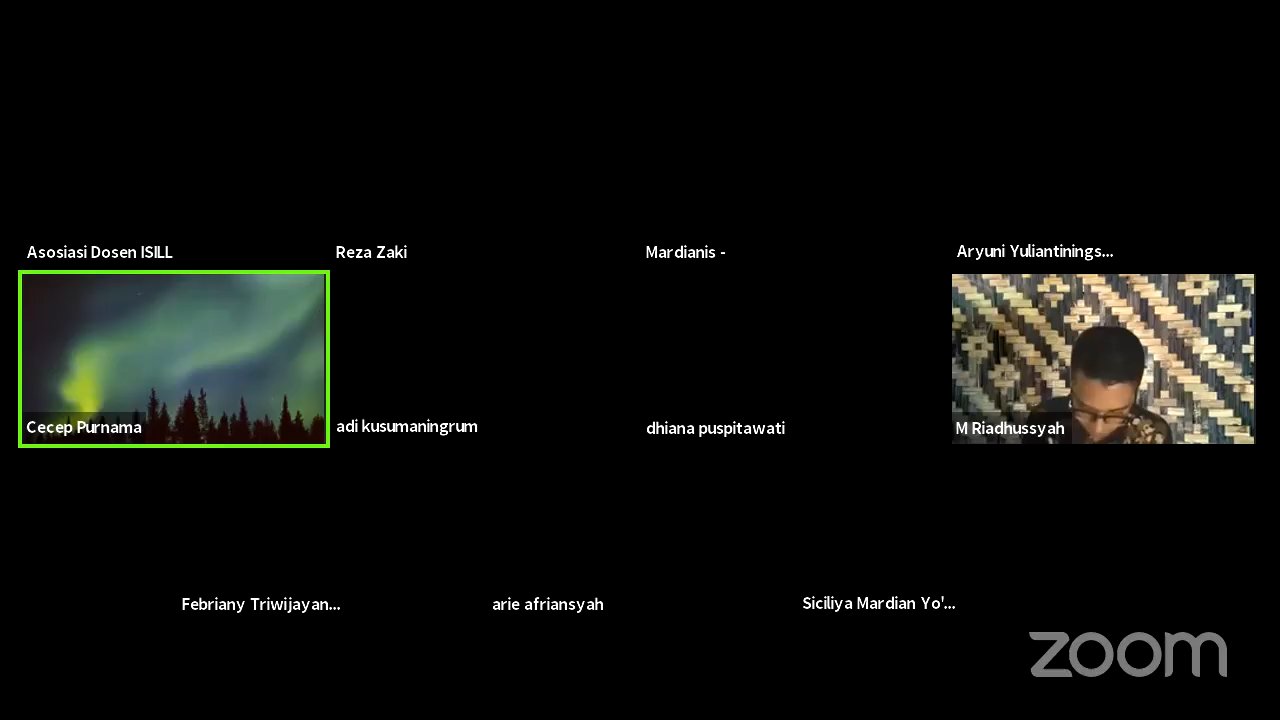 Asosiasi Dosen ISILL
Reza Zaki
Mardianis -
Aryuni Yuliantinings...
Cecep Purnama
adi kusumaningrum
dhiana puspitawati
M Riadhussyah
Febriany Triwijayan...
arie afriansyah
Siciliya Mardian Yo'...
zoom